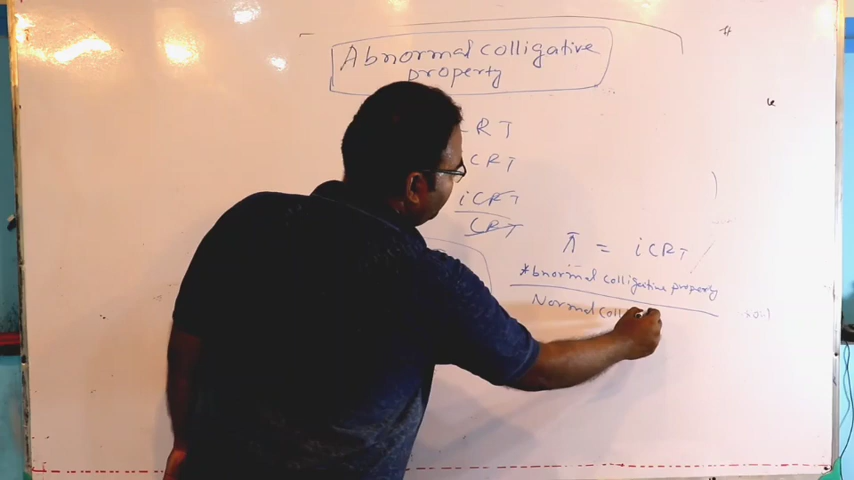 Abnormal colligative
property
CRT
CRT
iCRT
CRT
π = iCRT
*bnormal colligative property
Normal coll